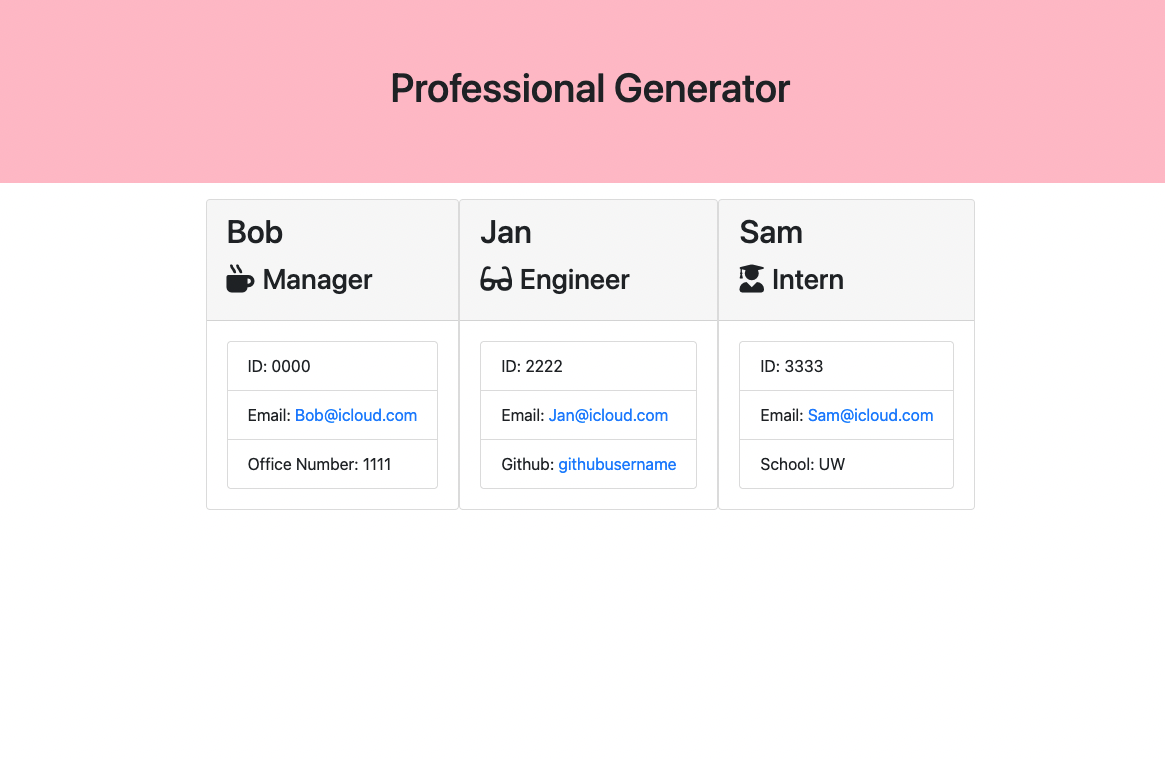 Professional Generator
Bob
Manager
ID: 0000
Email: Bob@icloud.com
Office Number: 1111
Jan
Engineer
ID: 2222
Email: Jan@icloud.com
Github: githubusername
Sam
Intern
ID: 3333
Email: Sam@icloud.com
School: UW